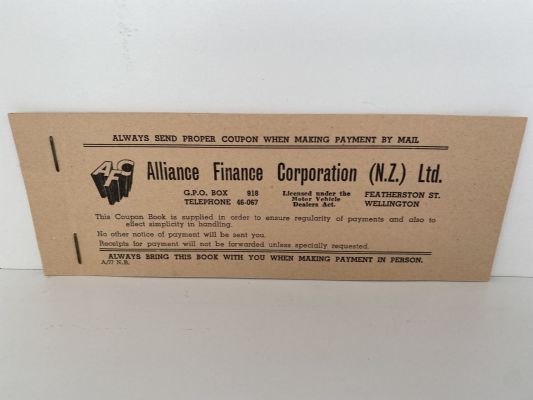 ALWAYS SEND PROPER COUPON WHEN MAKING PAYMENT BY MAIL
AFC
Alliance Finance Corporation (N.Z.) Ltd.
G.P.O. BOX 918
TELEPHONE 46-067
Licensed under the
Motor Vehicle
Dealers Act.
FEATHERSTON ST.
WELLINGTON
This Coupon Book is supplied in order to ensure regularity of payments and also to
effect simplicity in handling.
No other notice of payment will be sent you.
Receipts for payment will not be forwarded unless specially requested.
ALWAYS BRING THIS BOOK WITH YOU WHEN MAKING PAYMENT IN PERSON.
A/77 N.B.